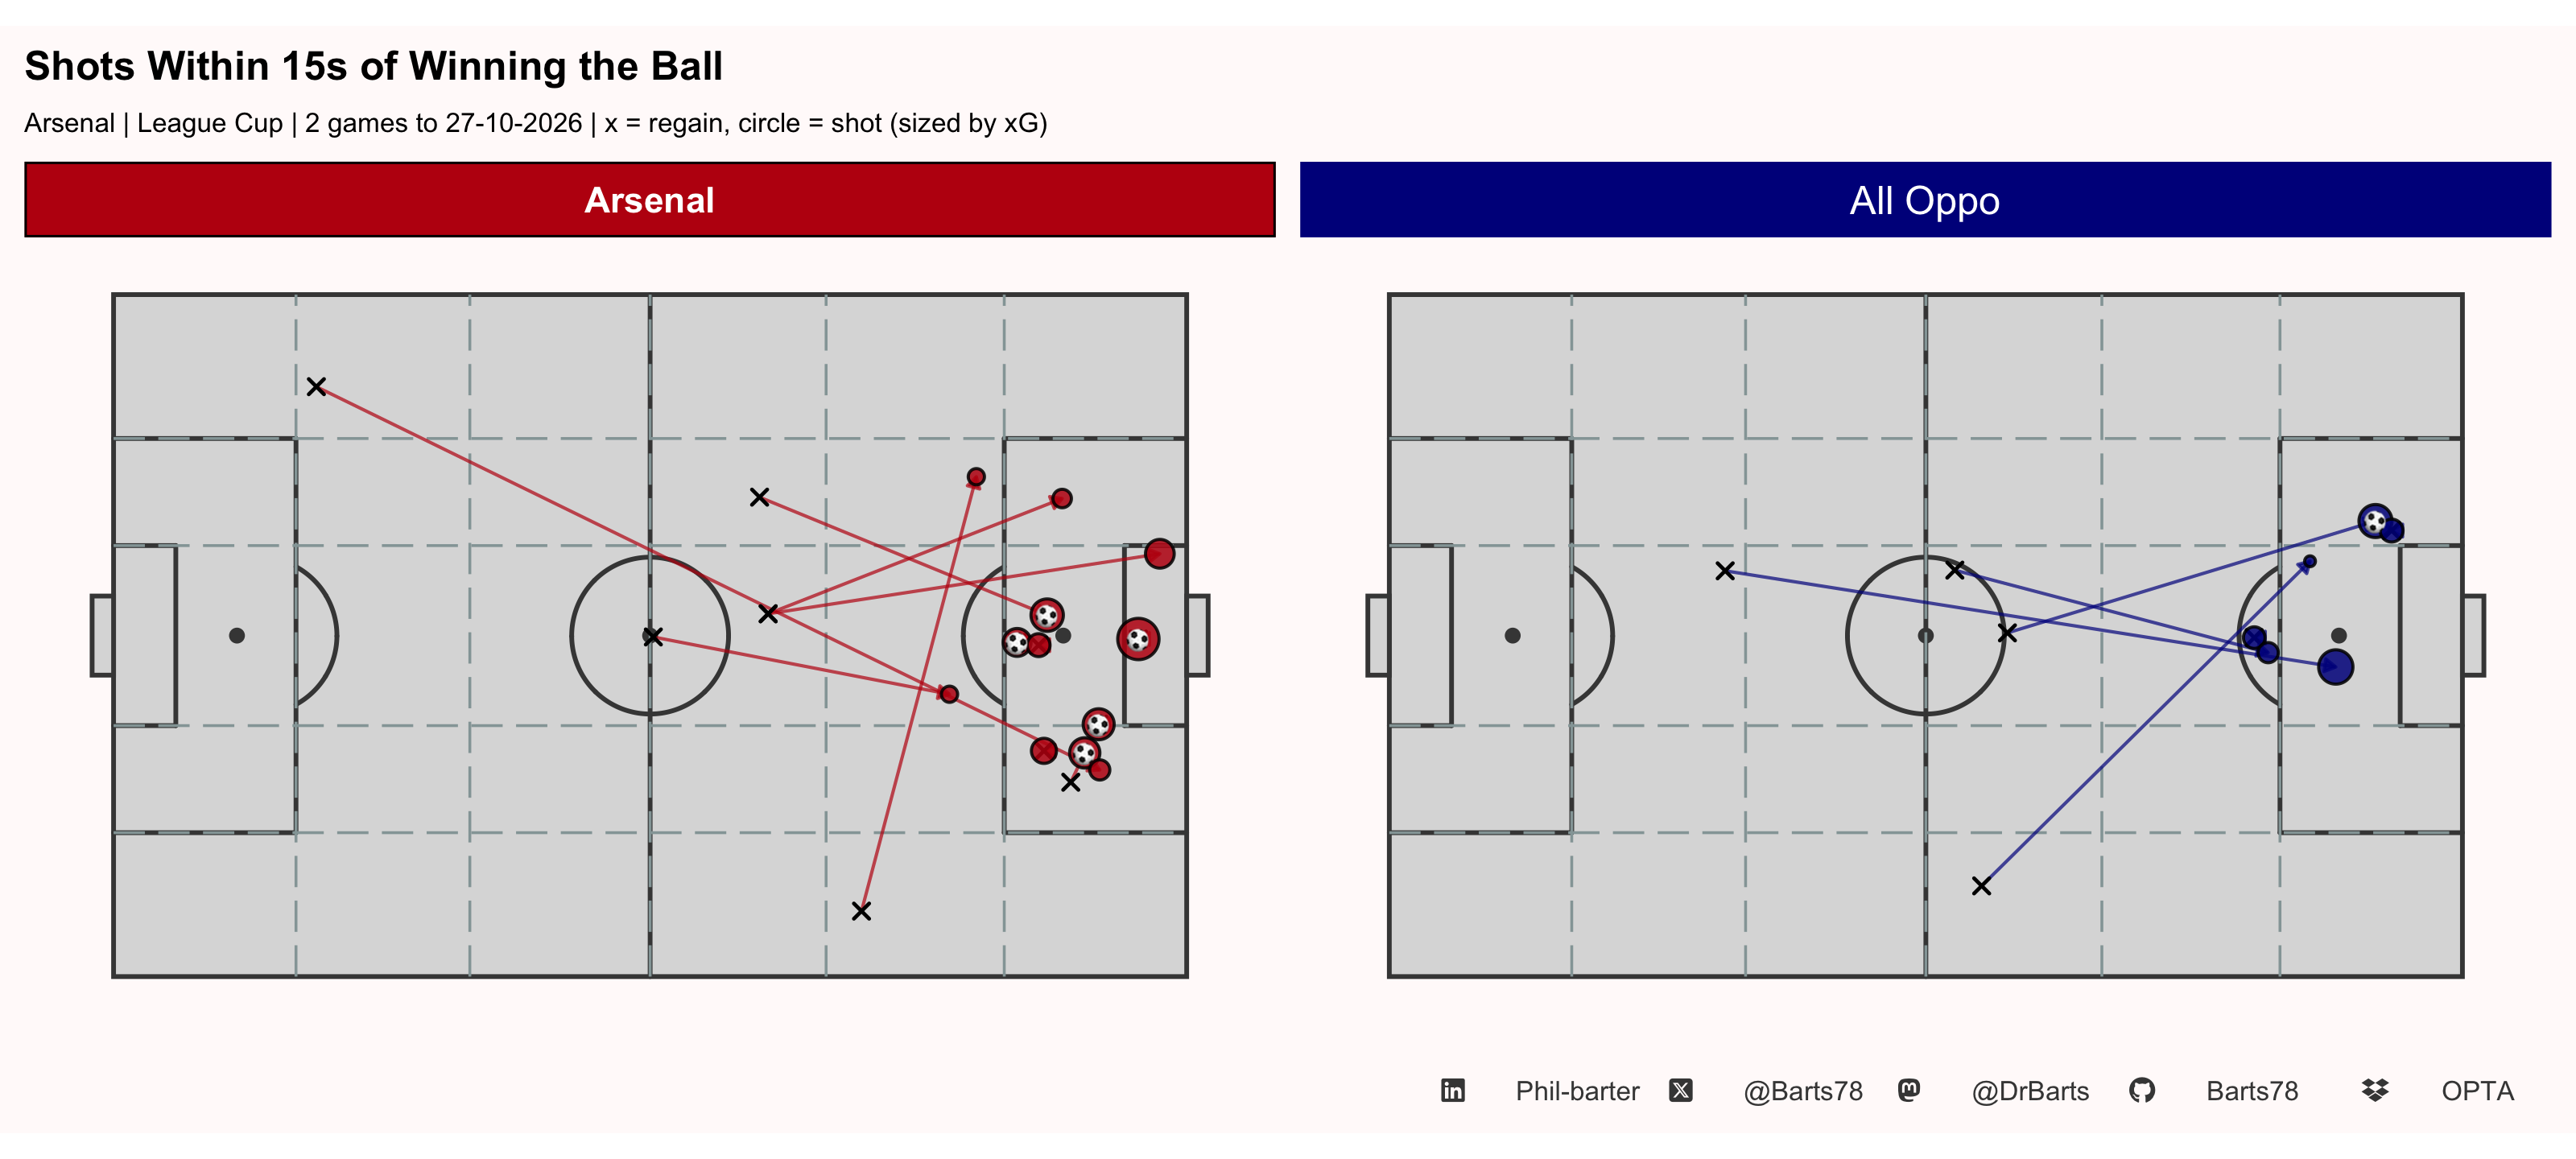 Shots Within 15s of Winning the Ball
Arsenal | League Cup | 2 games to 27-10-2026 | x = regain, circle = shot (sized by xG)
Arsenal
All Oppo
Phil-barter @Barts78 @DrBarts Barts78 OPTA